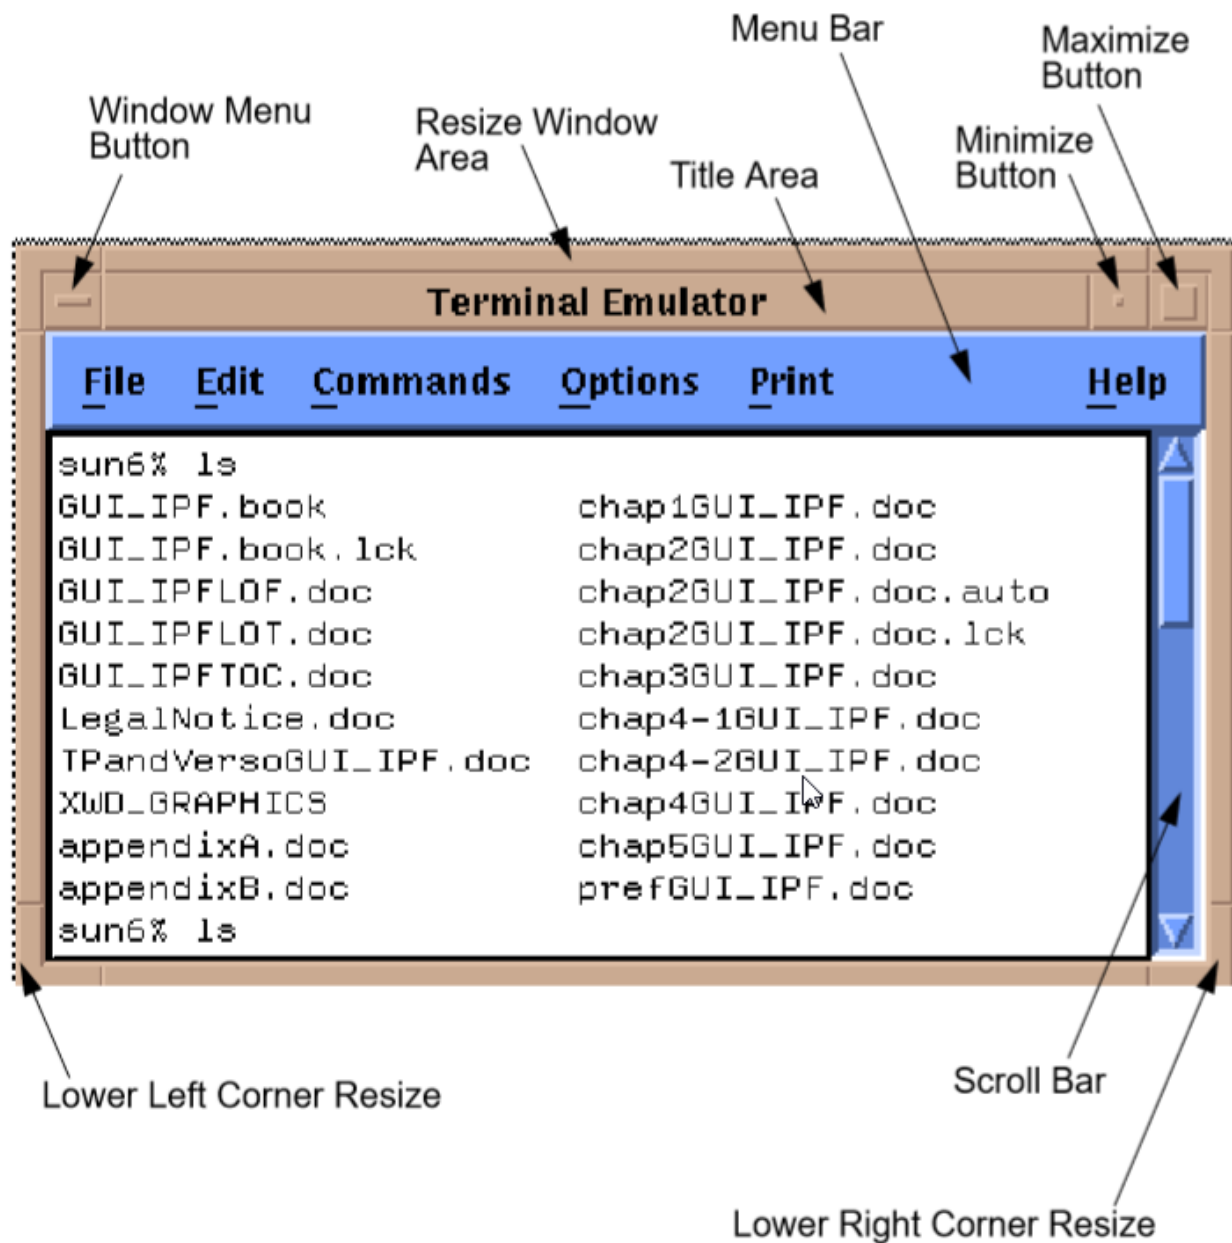 Menu Bar
Maximize
Button
Window Menu
Button
Resize Window
Area
Title Area
Minimize
Button
Terminal Emulator
File Edit Commands Options Print Help
sun6% ls
GUI_IPF.book chap1GUI_IPF.doc
GUI_IPF.book.lck chap2GUI_IPF.doc
GUI_IPFLOF.doc chap2GUI_IPF.doc.auto
GUI_IPFLOT.doc chap2GUI_IPF.doc.lck
GUI_IPFTOC.doc chap3GUI_IPF.doc
LegalNotice.doc chap4-1GUI_IPF.doc
TPandVersoGUI_IPF.doc chap4-2GUI_IPF.doc
XWD_GRAPHICS chap4GUI_IPF.doc
appendixA.doc chap5GUI_IPF.doc
appendixB.doc prefGUI_IPF.doc
sun6% ls
Lower Left Corner Resize
Scroll Bar
Lower Right Corner Resize